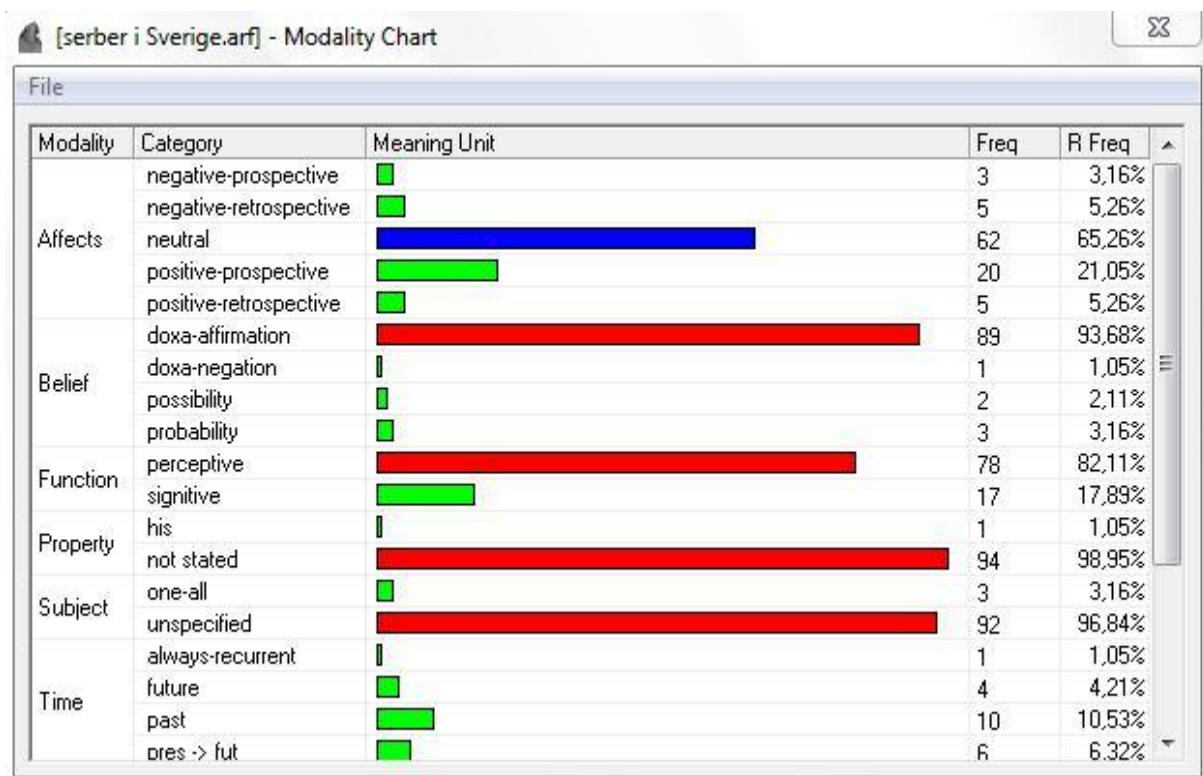 [serber i Sverige.arf] - Modality Chart
File
Modality Category Meaning Unit Freq R Freq
negative-prospective 3 3,16%
negative-retrospective 5 5,26%
Affects neutral 62 65,26%
positive-prospective 20 21,05%
positive-retrospective 5 5,26%
doxa-affirmation 89 93,68%
doxa-negation 1 1,05%
Belief
possibility 2 2,11%
probability 3 3,16%
perceptive 78 82,11%
Function
signitive 17 17,89%
his 1 1,05%
Property
not stated 94 98,95%
one-all 3 3,16%
Subject
unspecified 92 96,84%
always-recurrent 1 1,05%
future 4 4,21%
Time
past 10 10,53%
pres -> fut 6 6,32%